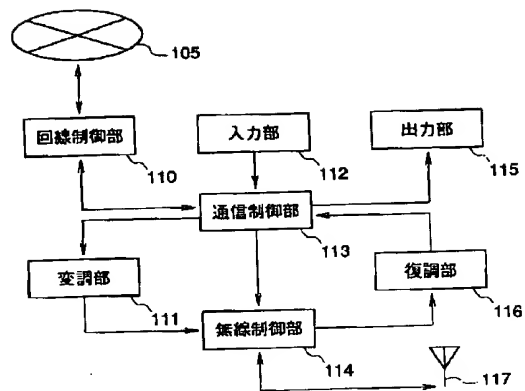 105
回線制御部
110
入力部
112
出力部
115
通信制御部
113
変調部
111
復調部
116
無線制御部
114
117